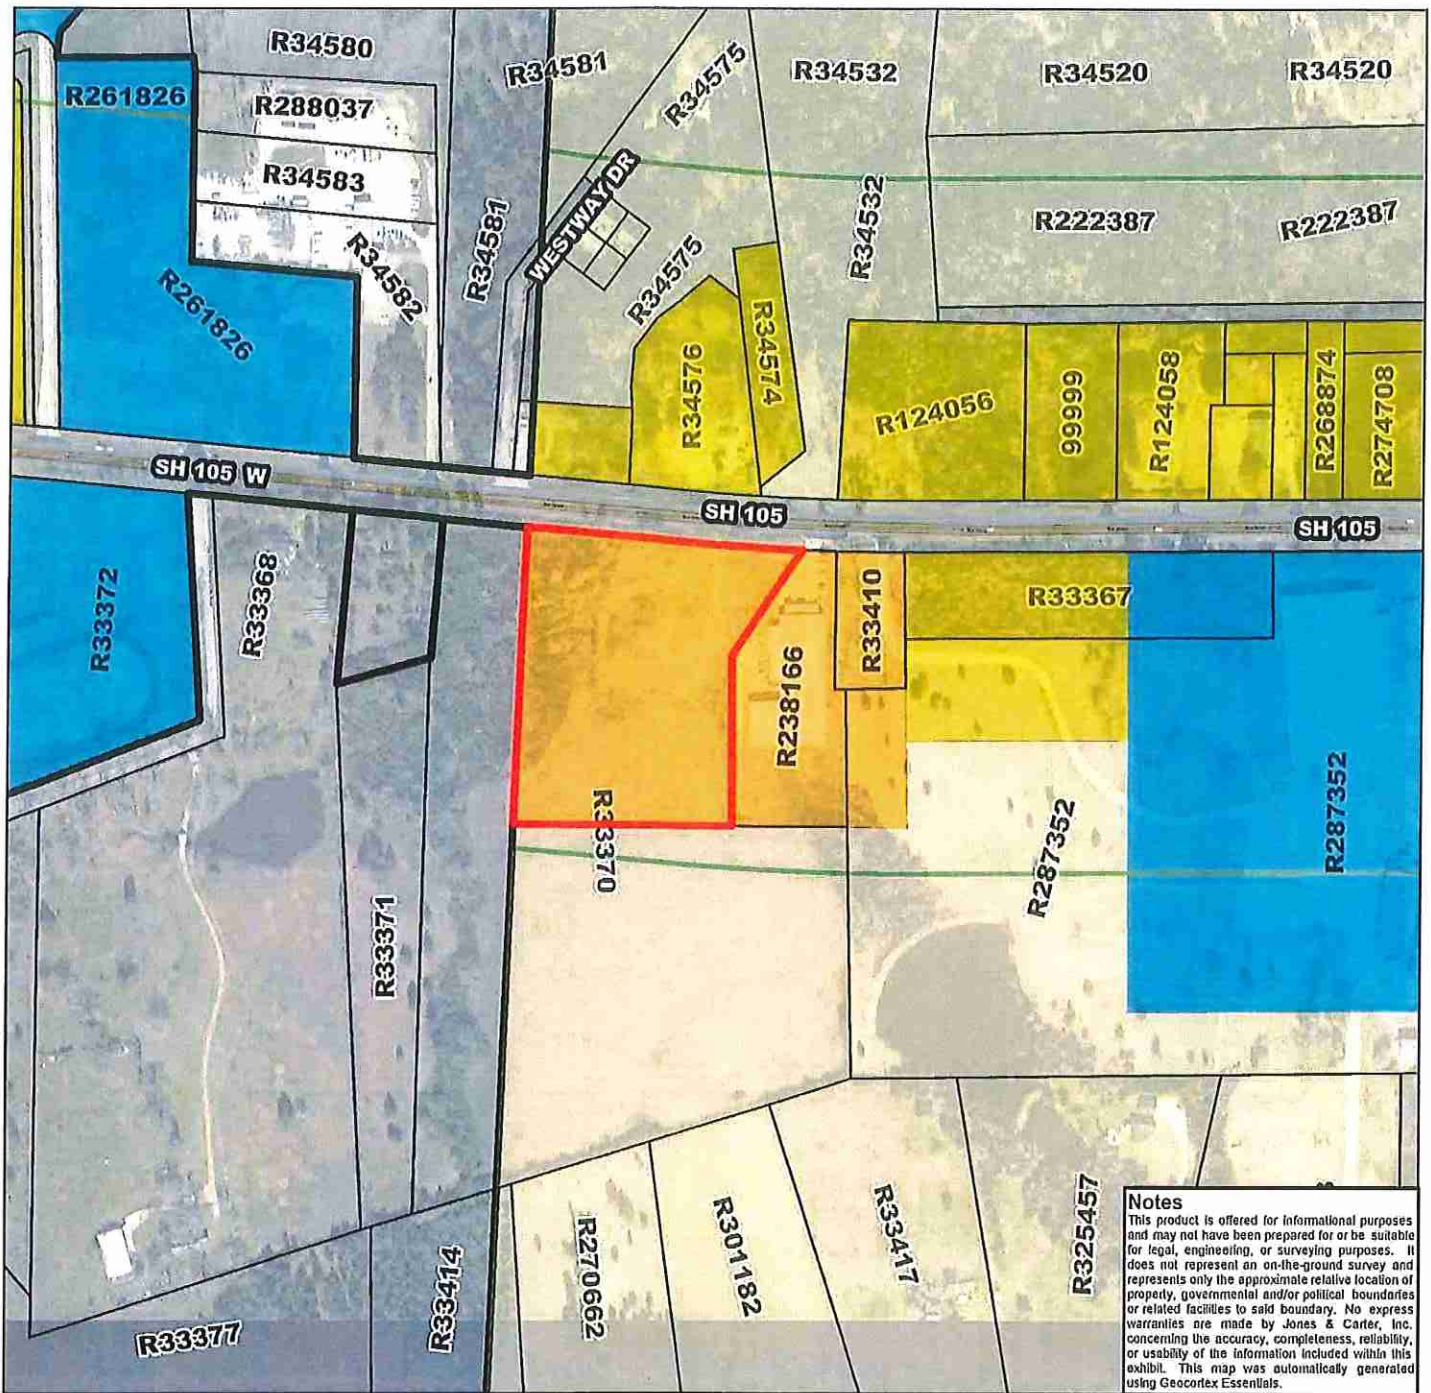 R34580
R34581
R34575
R34532
R34520
R34520
R261826
R288037
R34583
R34581
WESTWAY DR
R34532
R222387
R222387
R34582
R34575
R261826
R34576
R34574
R124056
99999
R124058
R268874
R274708
SH 105 W
SH 105
SH 105
R33372
R33368
R33410
R33367
R238166
R33370
R287352
R287352
R33371
R33414
R33377
R270662
R301182
R33417
R325457
Notes
This product is offered for informational purposes
and may not have been prepared for or be suitable
for legal, engineering, or surveying purposes. It
does not represent an on-the-ground survey and
represents only the approximate relative location of
property, governmental and/or political boundaries
or related facilities to said boundary. No express
warranties are made by Jones & Carter, Inc.
concerning the accuracy, completeness, reliability,
or usability of the information included within this
exhibit. This map was automatically generated
using Geocortex Essentials.